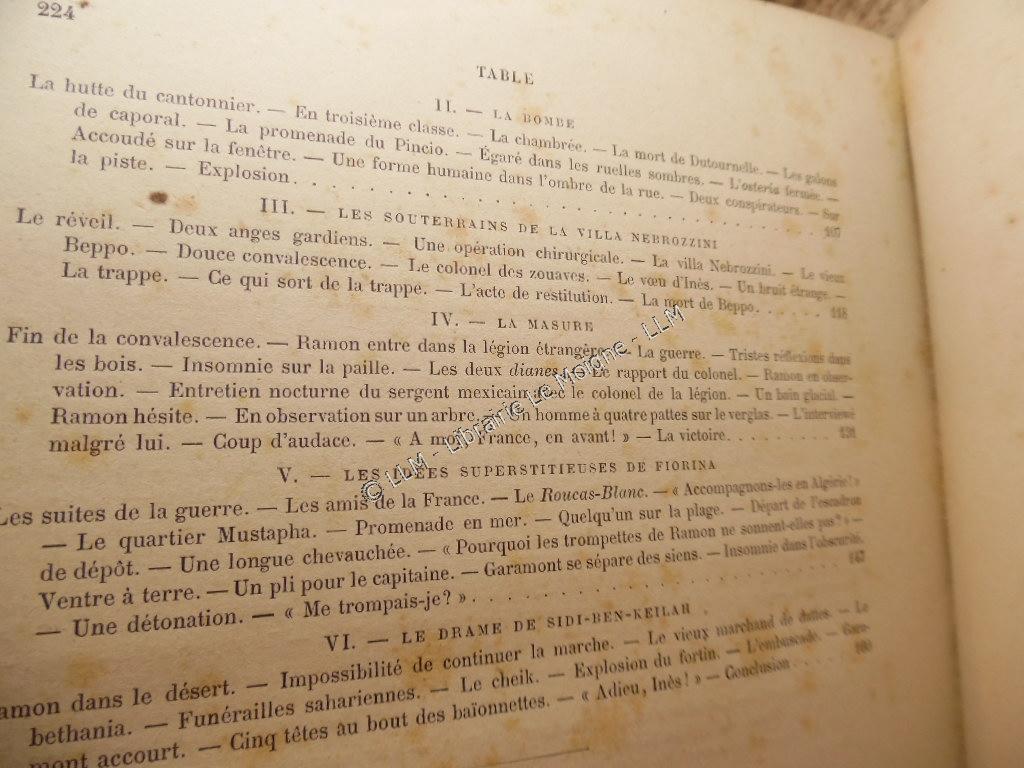 224
TABLE
II. — LA BOMBE
La hutte du cantonnier. — En troisième classe. — La chambrée. — La mort de Dutournelle. — Les galons
de caporal. — La promenade du Pincio. — Égaré dans les ruelles sombres. — L'osteria fermée. —
Accoudé sur la fenêtre. — Une forme humaine dans l'ombre de la rue. — Deux conspirateurs. — Sur
la piste. — Explosion. . . . . . . . . . . . . . . . . . . . . . . . . . . . . . 107
III. — LES SOUTERRAINS DE LA VILLA NEBROZZINI
Le réveil. — Deux anges gardiens. — Une opération chirurgicale. — La villa Nebrozzini. — Le vieux
Beppo. — Douce convalescence. — Le colonel des zouaves. — Le vœu d'Inès. — Un bruit étrange. —
La trappe. — Ce qui sort de la trappe. — L'acte de restitution. — La mort de Beppo. . . . . . 118
IV. — LA MASURE
Fin de la convalescence. — Ramon entre dans la légion étrangère. — La guerre. — Tristes réflexions dans
les bois. — Insomnie sur la paille. — Les deux dianes. — Le rapport du colonel. — Ramon en obser-
vation. — Entretien nocturne du sergent mexicain avec le colonel de la légion. — Un bain glacial. —
Ramon hésite. — En observation sur un arbre. — Un homme à quatre pattes sur le verglas. — L'interviewé
malgré lui. — Coup d'audace. — « A moi France, en avant! » — La victoire. . . . . . . . . 131
V. — LES IDÉES SUPERSTITIEUSES DE FIORINA
Les suites de la guerre. — Les amis de la France. — Le Roucas-Blanc. — « Accompagnons-les en Algérie! »
— Le quartier Mustapha. — Promenade en mer. — Quelqu'un sur la plage. — Départ de l'escadron
de dépôt. — Une longue chevauchée. — « Pourquoi les trompettes de Ramon ne sonnent-elles pas? » —
Ventre à terre. — Un pli pour le capitaine. — Garamont se sépare des siens. — Insomnie dans l'obscurité.
— Une détonation. — « Me trompais-je? » . . . . . . . . . . . . . . . . . . . . . 147
VI. — LE DRAME DE SIDI-BEN-KEILAH
amon dans le désert. — Impossibilité de continuer la marche. — Le vieux marchand de dattes. — Le
bethania. — Funérailles sahariennes. — Le cheik. — Explosion du fortin. — L'embuscade. — Gara-
mont accourt. — Cinq têtes au bout des baïonnettes. — « Adieu, Inès! » — Conclusion . . . . . 160
© LLM - Librairie Le Moigne - LLM